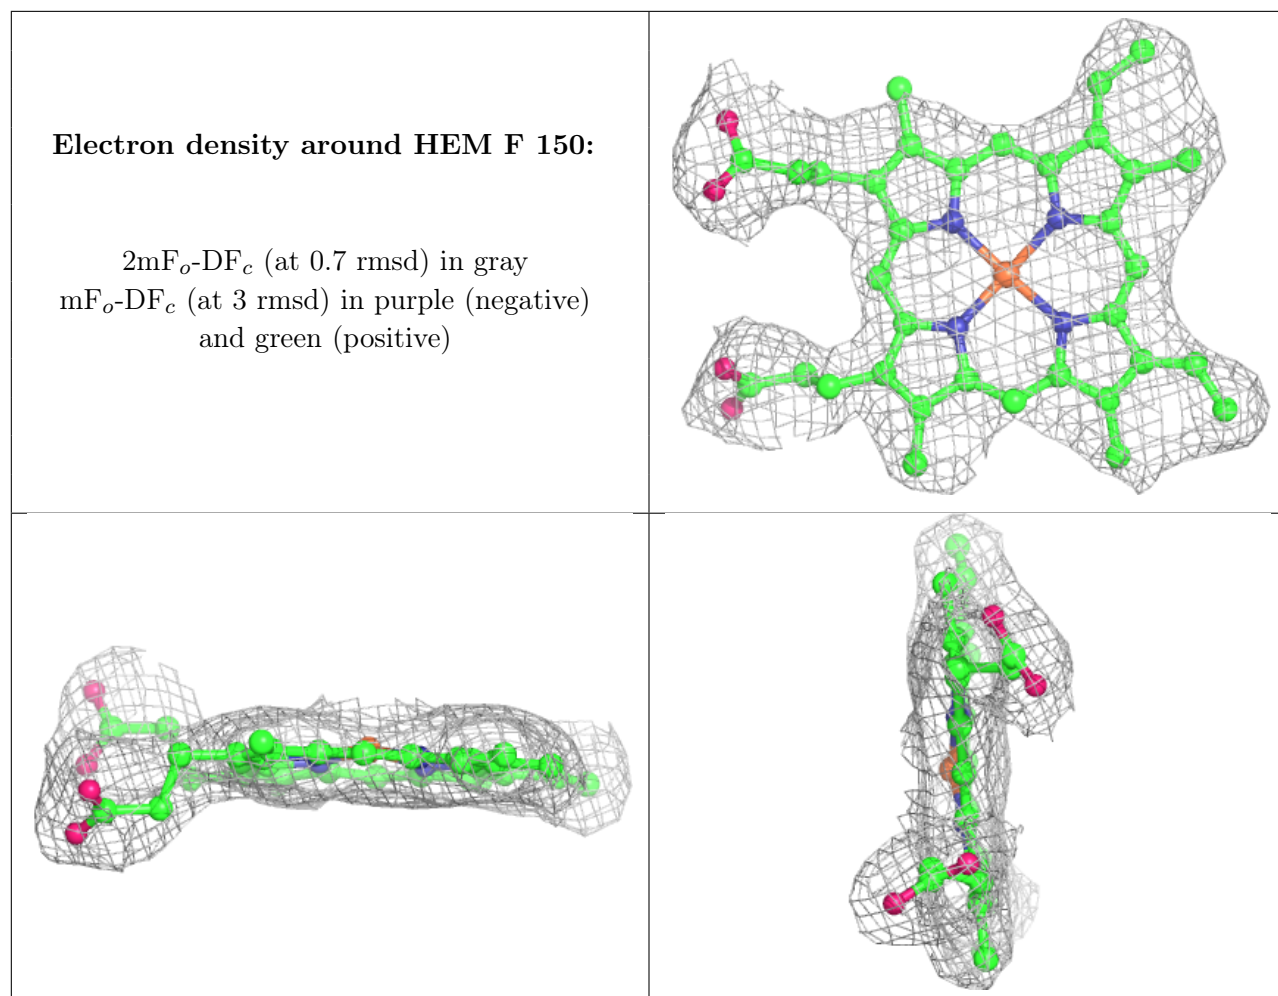 Electron density around HEM F 150:
2mFo-DFc (at 0.7 rmsd) in gray
mFo-DFc (at 3 rmsd) in purple (negative)
and green (positive)